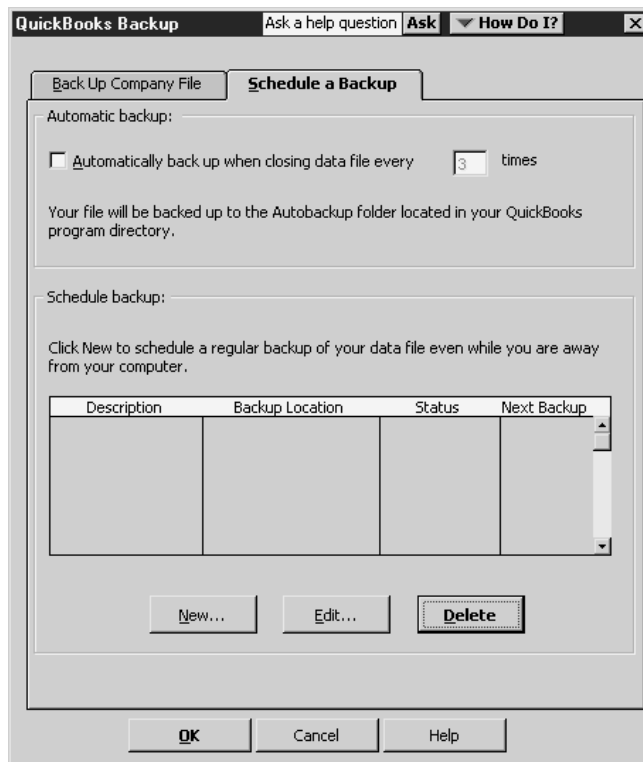 QuickBooks Backup Ask a help question Ask How Do I? X
Back Up Company File Schedule a Backup
Automatic backup:
Automatically back up when closing data file every 3 times
Your file will be backed up to the Autobackup folder located in your QuickBooks
program directory.
Schedule backup:
Click New to schedule a regular backup of your data file even while you are away
from your computer.
Description Backup Location Status Next Backup
New... Edit... Delete
OK Cancel Help